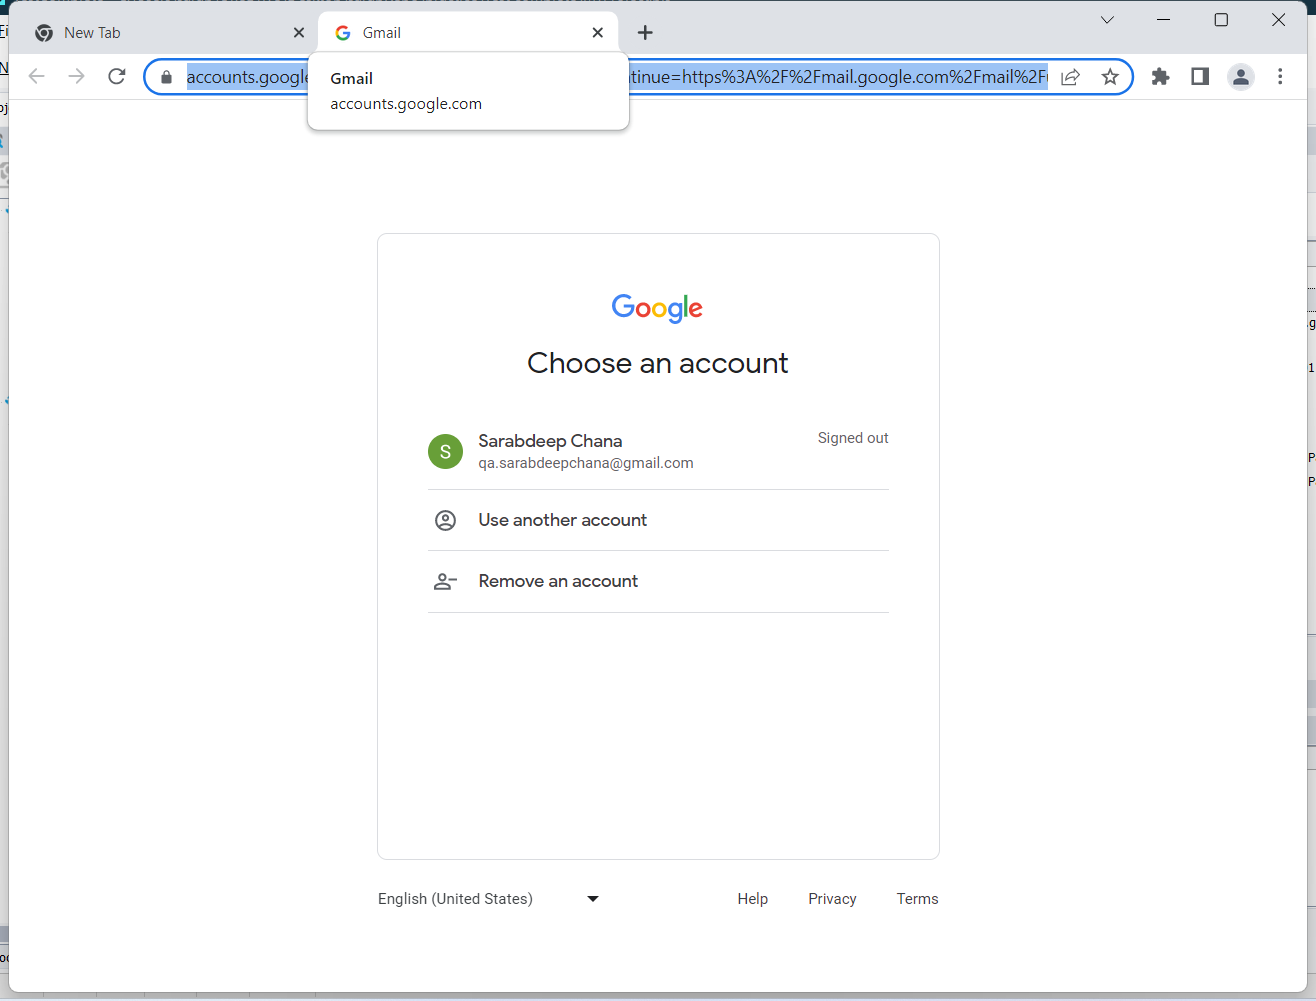 New Tab
Gmail
accounts.google
tinue=https%3A%2F%2Fmail.google.com%2Fmail%2F
Gmail
accounts.google.com
Google
Choose an account
S
Sarabdeep Chana
Signed out
qa.sarabdeepchana@gmail.com
Use another account
Remove an account
English (United States)
Help
Privacy
Terms